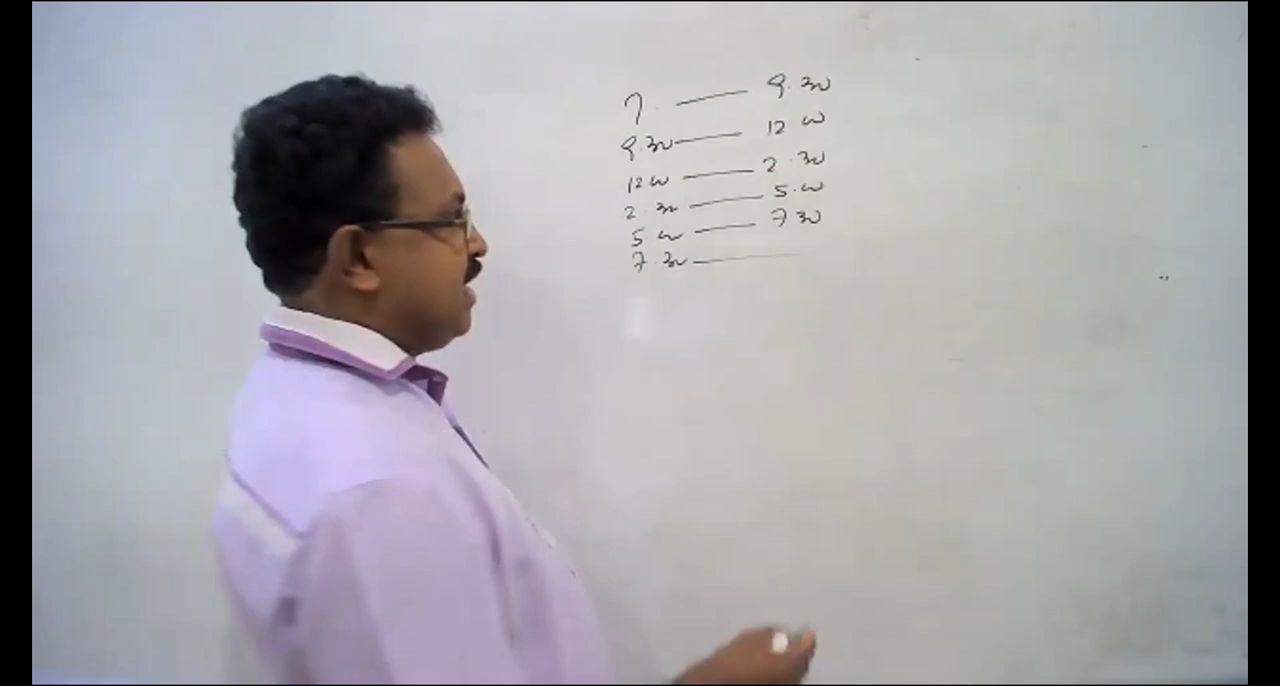 7. — 9.30
9.30 — 12 00
12 00 — 2.30
2.30 — 5.00
5.00 — 7 30
7.30 —